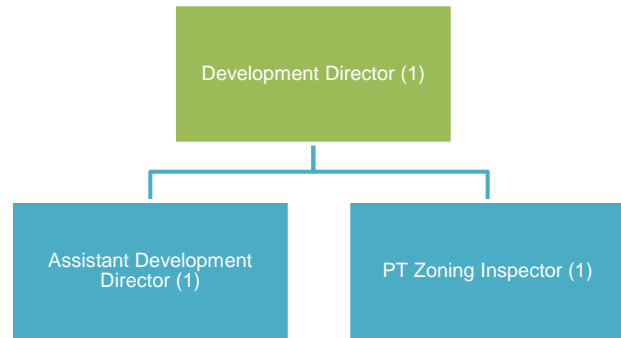 Development Director (1)
Assistant Development
Director (1)
PT Zoning Inspector (1)